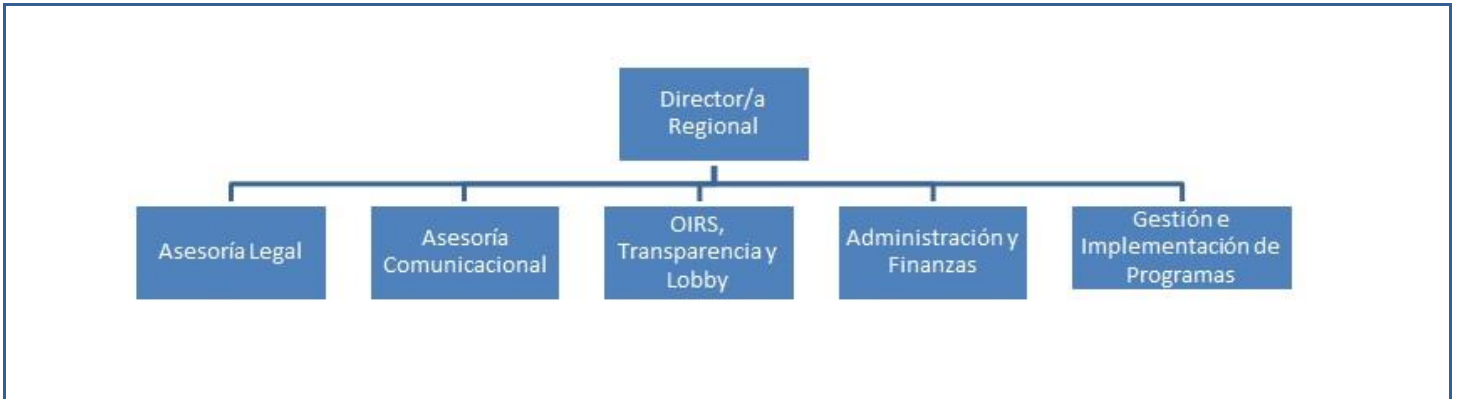 Director/a
Regional
Asesoría Legal
Asesoría
Comunicacional
OIRS,
Transparencia y
Lobby
Administración y
Finanzas
Gestión e
Implementación de
Programas